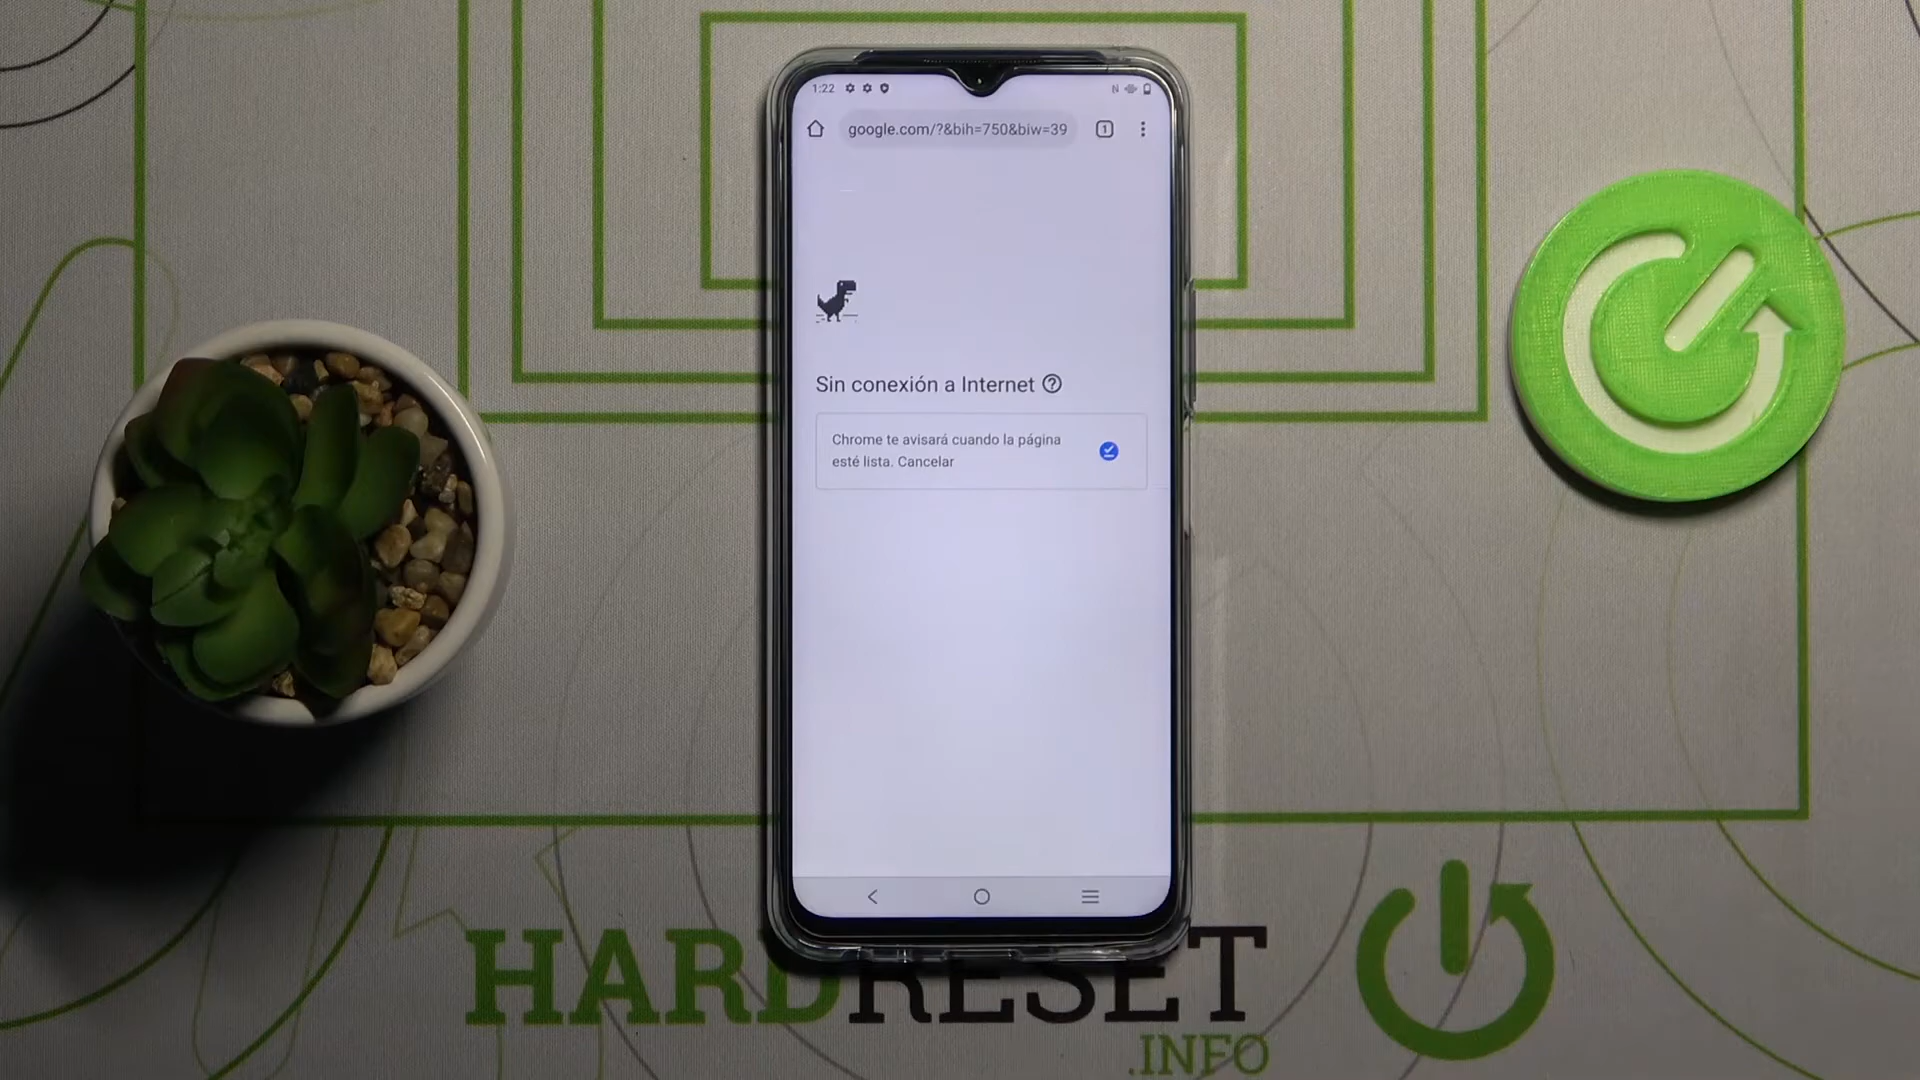 1:22
google.com/?&bih=750&biw=39
1
Sin conexión a Internet
Chrome te avisará cuando la página
esté lista. Cancelar
HARDRESET
.INFO